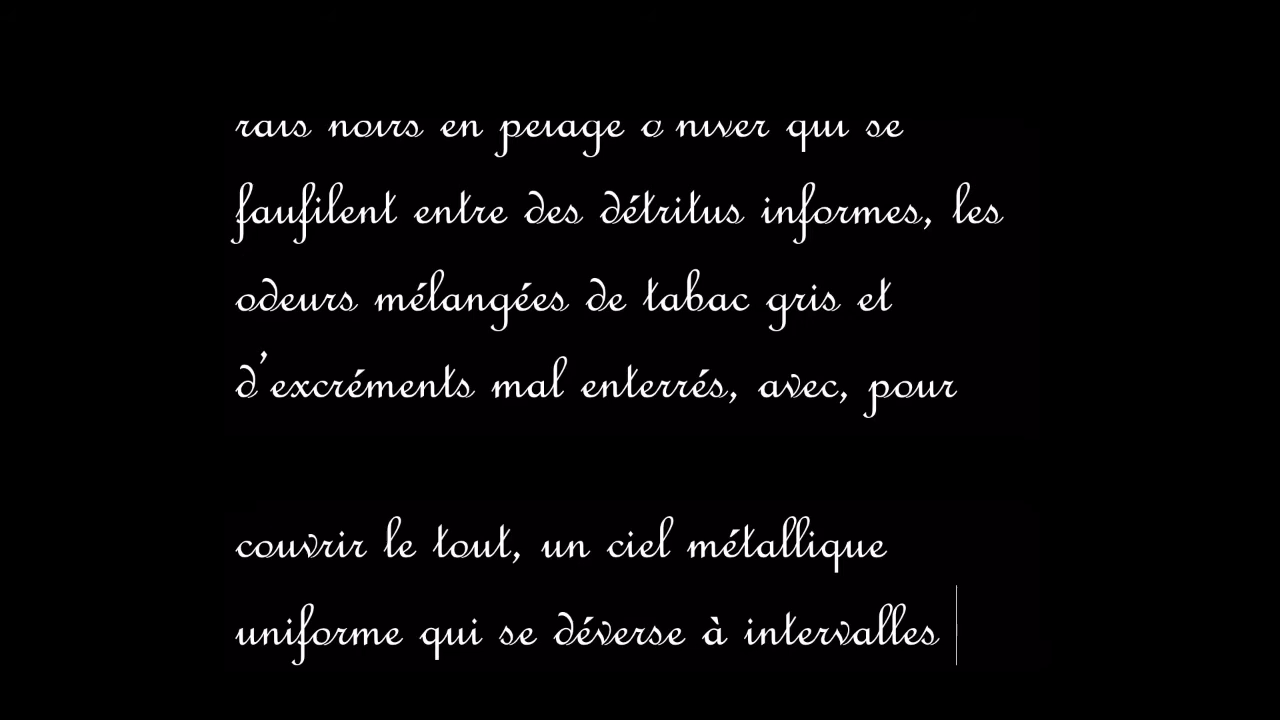 rats noirs en pelage d'hiver qui se
faufilent entre des détritus informes, les
odeurs mélangées de tabac gris et
d'excréments mal enterrés, avec, pour
couvrir le tout, un ciel métallique
uniforme qui se déverse à intervalles